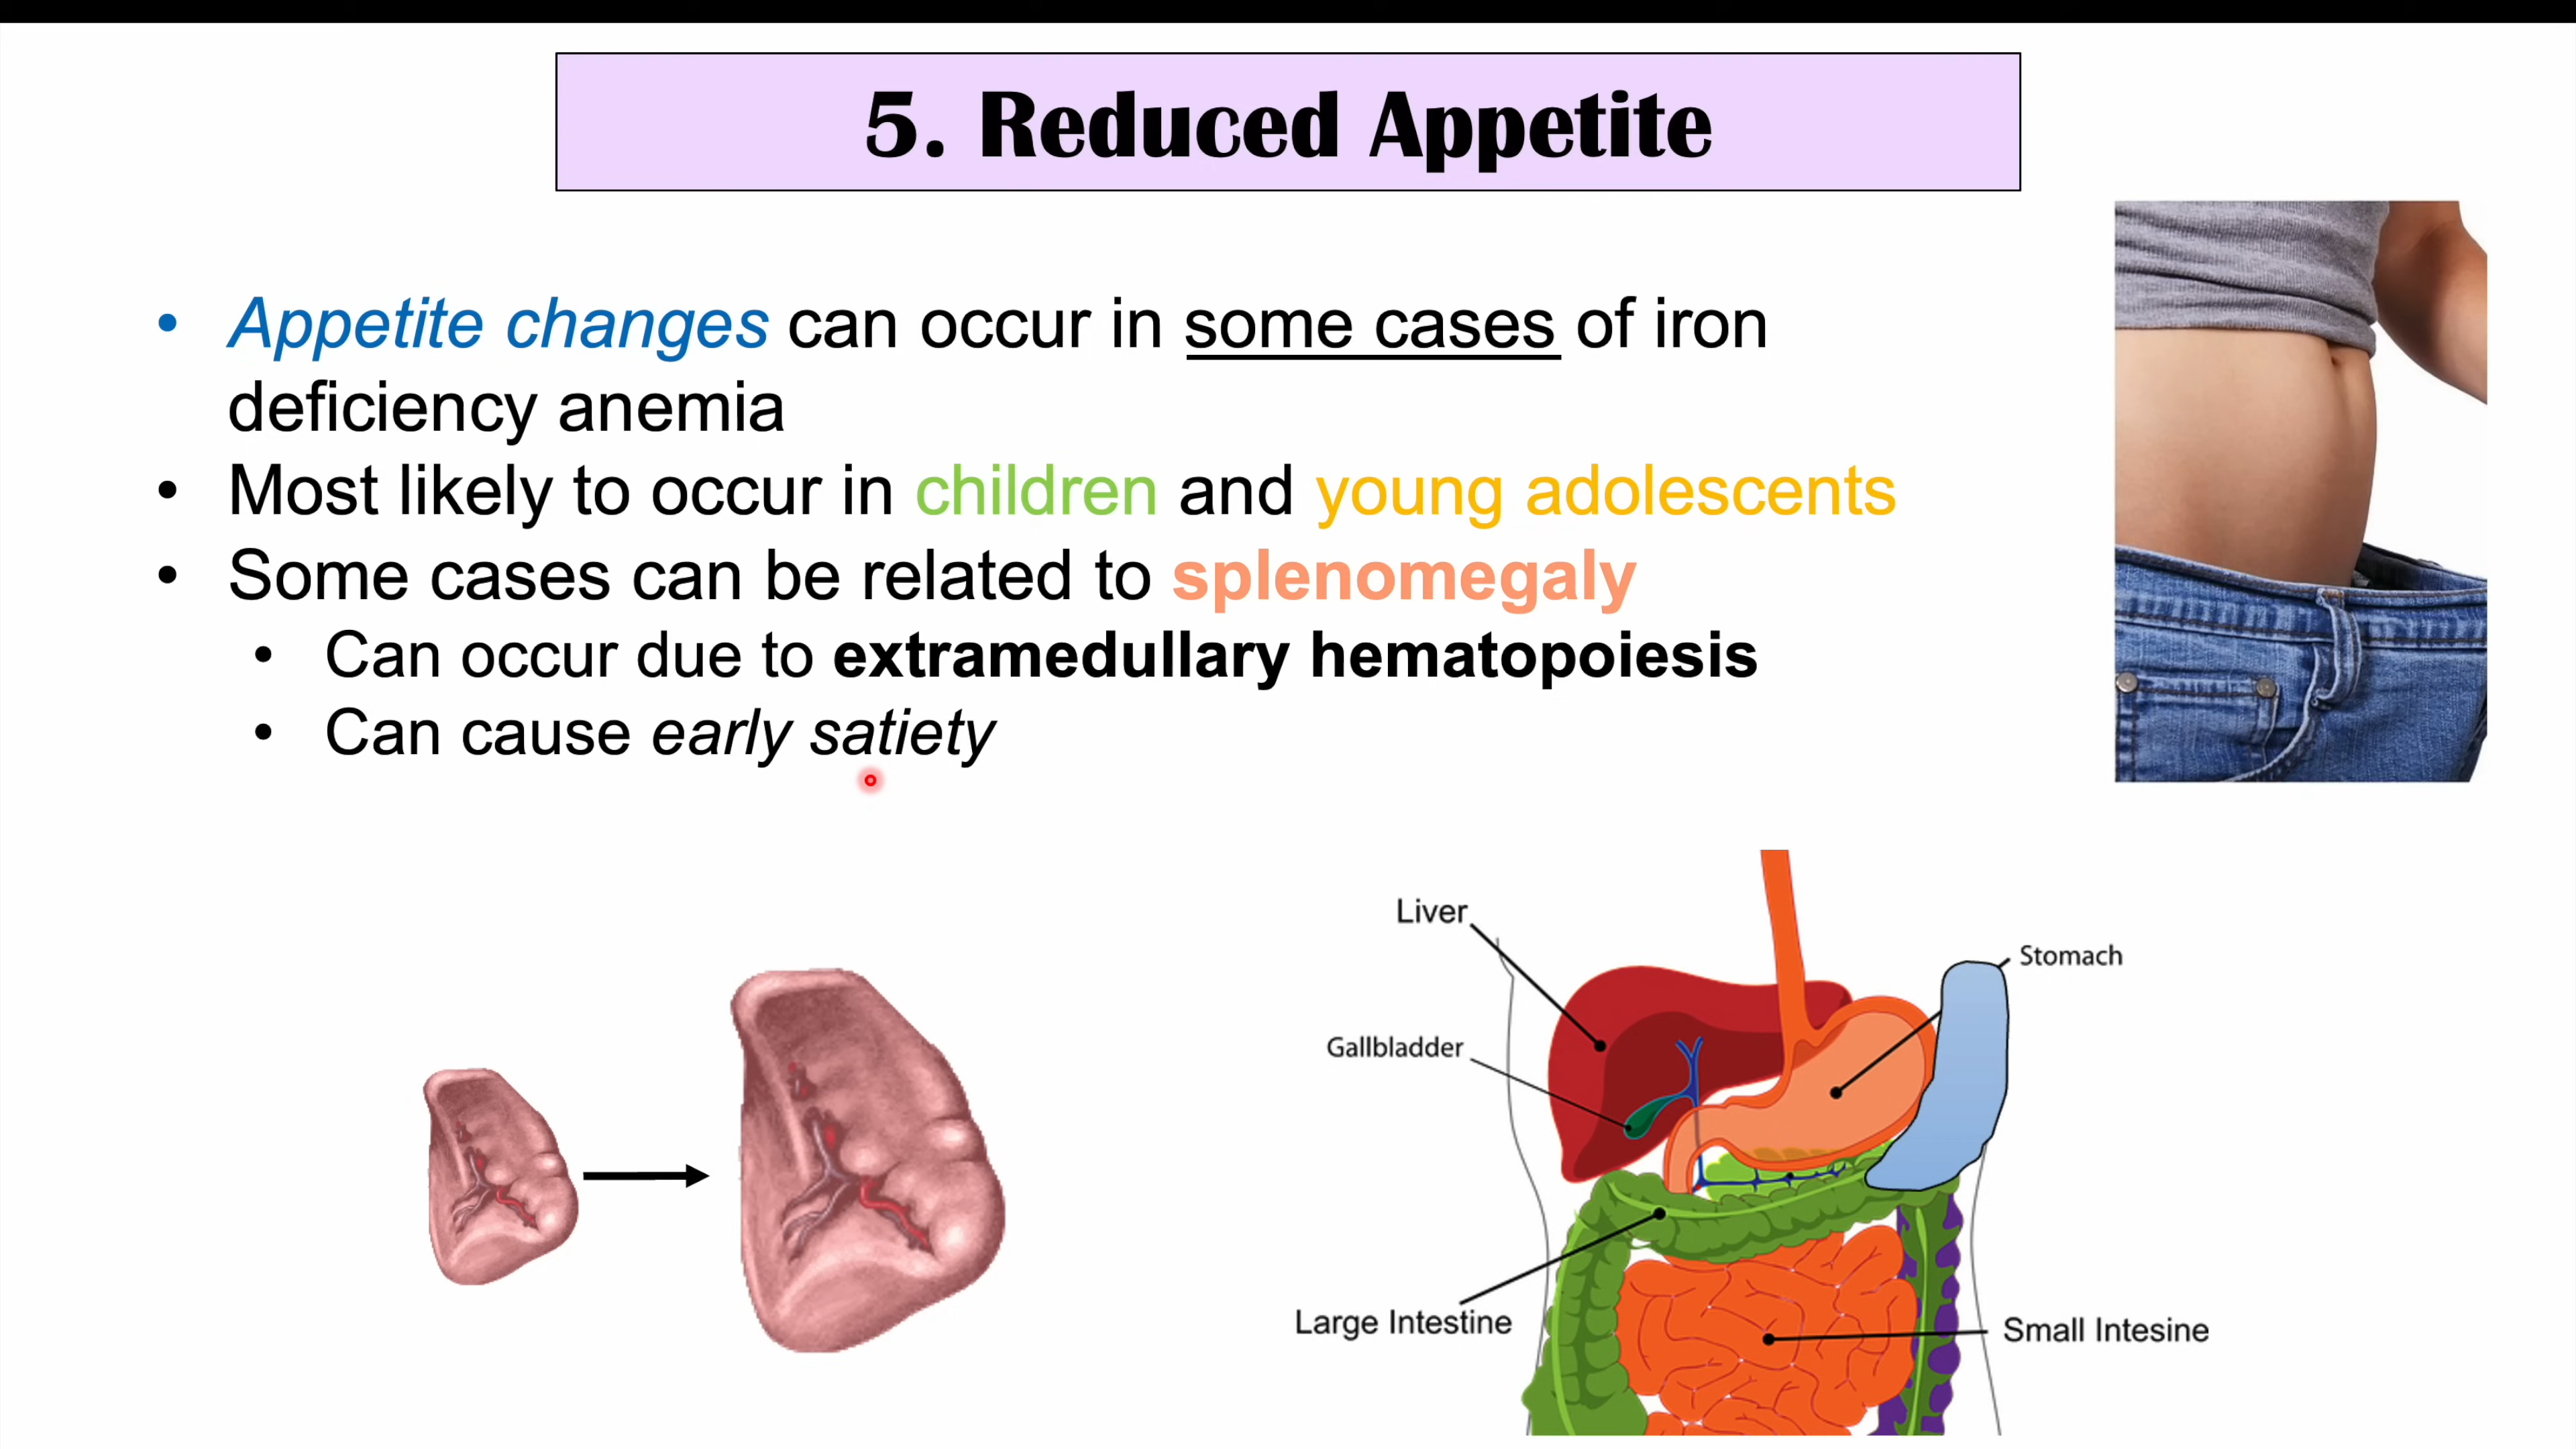 5. Reduced Appetite
• Appetite changes can occur in some cases of iron
deficiency anemia
• Most likely to occur in children and young adolescents
• Some cases can be related to splenomegaly
• Can occur due to extramedullary hematopoiesis
• Can cause early satiety
Liver
Stomach
Gallbladder
Large Intestine
Small Intesine